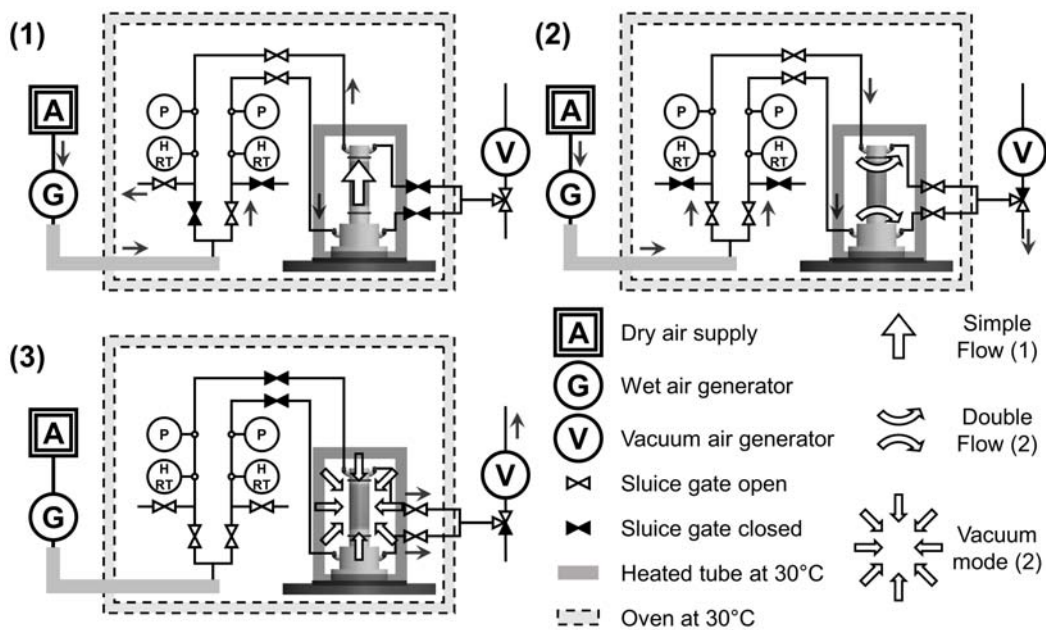 (1)
A
G
P
P
H
RT
H
RT
V
(2)
A
G
P
P
H
RT
H
RT
V
(3)
A
G
P
P
H
RT
H
RT
V
A Dry air supply
G Wet air generator
V Vacuum air generator
Sluice gate open
Sluice gate closed
Heated tube at 30°C
Oven at 30°C
Simple
Flow (1)
Double
Flow (2)
Vacuum
mode (2)